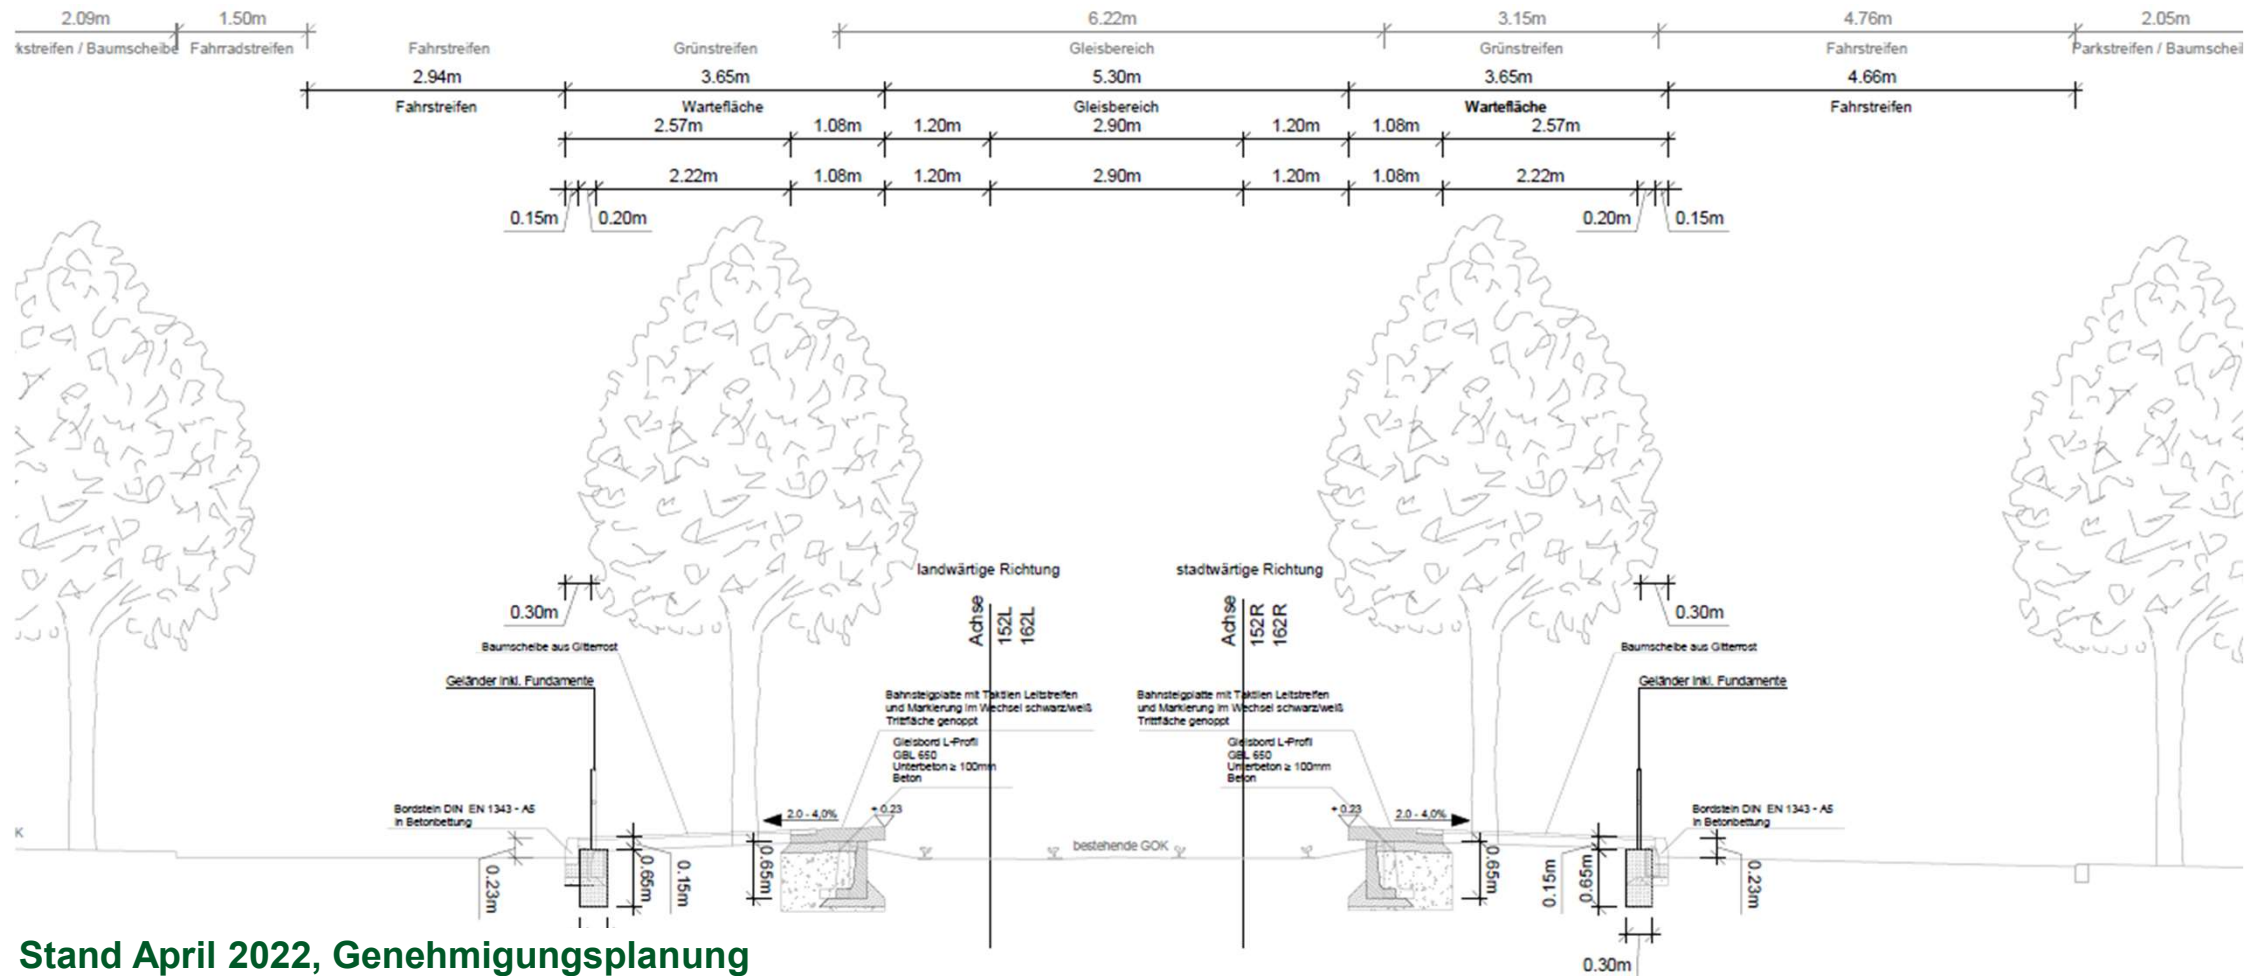 2.09m 1.50m 6.22m 3.15m 4.76m 2.05m
kstreifen / Baumscheibe Fahrradstreifen Fahrstreifen Grünstreifen Gleisbereich Grünstreifen Fahrstreifen Parkstreifen / Baumschei
2.94m 3.65m 5.30m 3.65m 4.66m
Fahrstreifen Wartefläche Gleisbereich Wartefläche Fahrstreifen
2.57m 1.08m 1.20m 2.90m 1.20m 1.08m 2.57m
2.22m 1.08m 1.20m 2.90m 1.20m 1.08m 2.22m
0.15m 0.20m 0.20m 0.15m
landwärtige Richtung stadtwärtige Richtung
0.30m 0.30m
Achse 152L 162L
Achse 152R 162R
Baumscheibe aus Gitterrost Baumscheibe aus Gitterrost
Geländer inkl. Fundamente Geländer inkl. Fundamente
Bahnsteigplatte mit Taktilen Leitstreifen
und Markierung im Wechsel schwarz/weiß
Trittfläche genoppt
Bahnsteigplatte mit Taktilen Leitstreifen
und Markierung im Wechsel schwarz/weiß
Trittfläche genoppt
Gleisbord L-Profil
GBL 650
Unterbeton ≥ 100mm
Beton
Gleisbord L-Profil
GBL 650
Unterbeton ≥ 100mm
Beton
Bordstein DIN EN 1343 - A5
in Betonbettung
2.0 - 4,0% + 0.23 + 0.23 2.0 - 4,0%
Bordstein DIN EN 1343 - A5
in Betonbettung
K
bestehende GOK
0.23m 0.65m 0.15m 0.65m 0.65m 0.15m 0.65m 0.23m
0.30m
Stand April 2022, Genehmigungsplanung